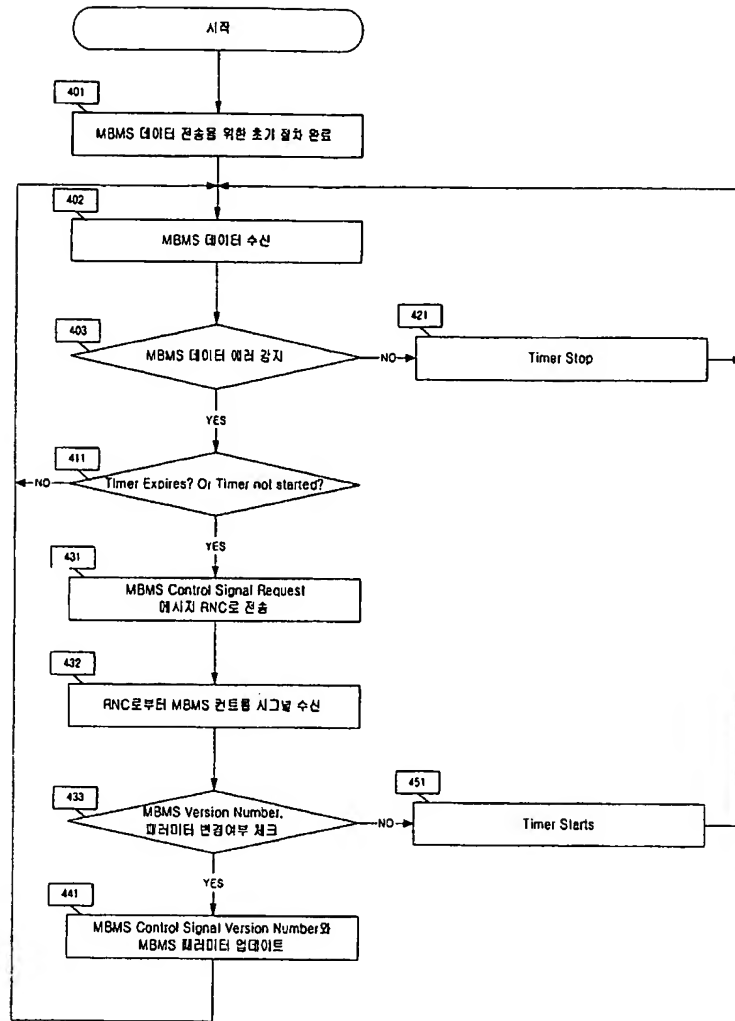 시작
401
MBMS 데이터 전송을 위한 초기 절차 완료
402
MBMS 데이터 수신
403
MBMS 데이터 에러 감지
NO
421
Timer Stop
YES
411
NO
Timer Expires? Or Timer not started?
YES
431
MBMS Control Signal Request
메시지 RNC로 전송
432
RNC로부터 MBMS 컨트롤 시그널 수신
433
MBMS Version Number,
패러미터 변경여부 체크
NO
451
Timer Starts
YES
441
MBMS Control Signal Version Number와
MBMS 패러미터 업데이트